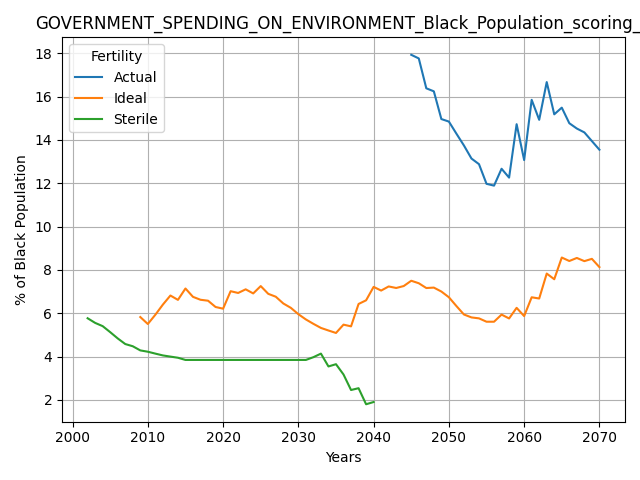 GOVERNMENT_SPENDING_ON_ENVIRONMENT_Black_Population_scoring_
Fertility
Actual
Ideal
Sterile
% of Black Population
18
16
14
12
10
8
6
4
2
2000 2010 2020 2030 2040 2050 2060 2070
Years